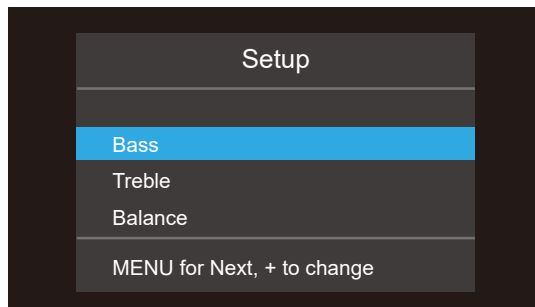 Setup
Bass
Treble
Balance
MENU for Next, + to change